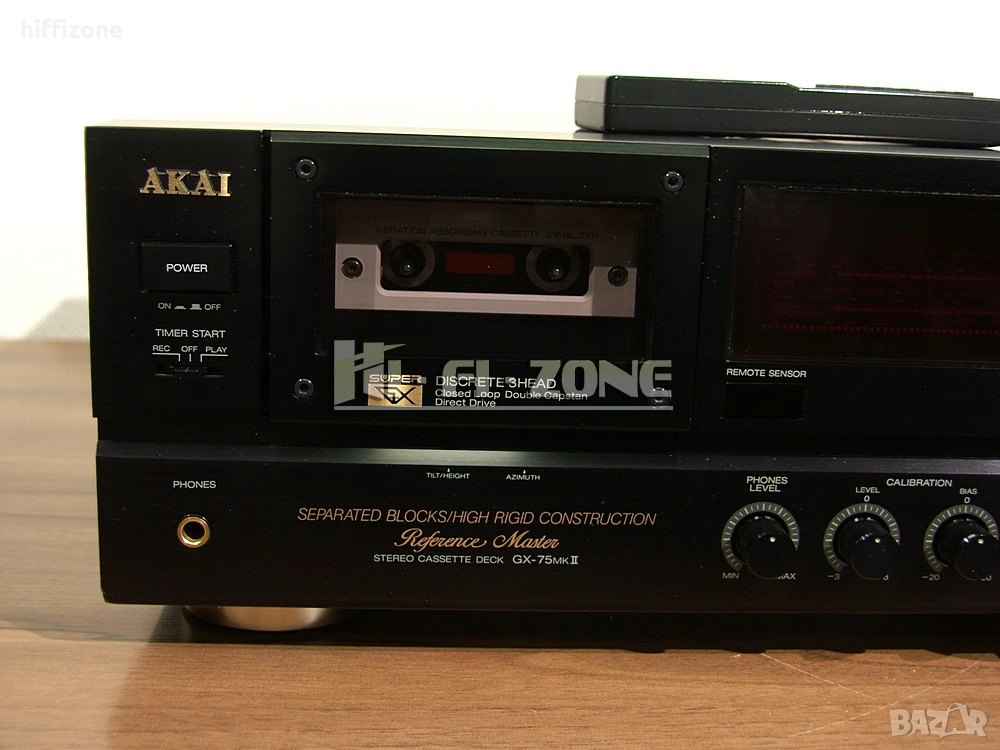 hiffizone
AKAI
POWER
ON OFF
TIMER START
REC OFF PLAY
VIBRATION ABSORBING CASSETTE STABILIZER
HI-FI-ZONE
SUPER GX
DISCRETE 3HEAD
Closed Loop Double Capstan
Direct Drive
REMOTE SENSOR
TILT/HEIGHT AZIMUTH
PHONES
SEPARATED BLOCKS/HIGH RIGID CONSTRUCTION
Reference Master
STEREO CASSETTE DECK GX-75MKII
PHONES LEVEL
MIN MAX
CALIBRATION
LEVEL
0
-3 3
BIAS
0
-20 20
BAZAR